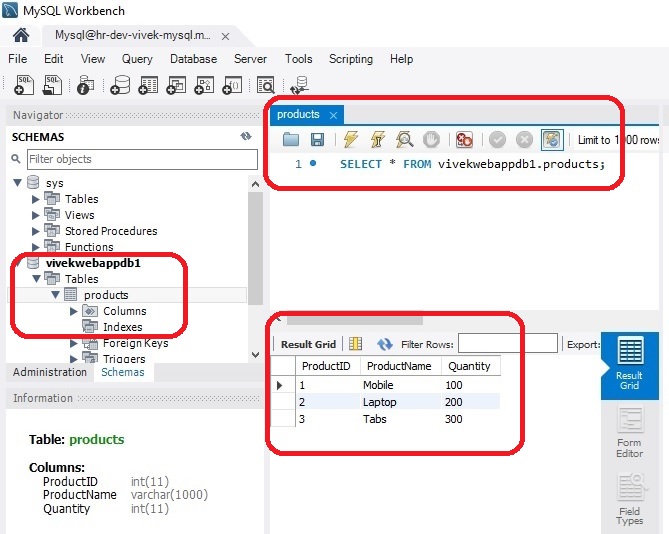 MySQL Workbench
Mysql@hr-dev-vivek-mysql.m... ×
File Edit View Query Database Server Tools Scripting Help
Navigator
SCHEMAS
Filter objects
sys
Tables
Views
Stored Procedures
Functions
vivekwebappdb1
Tables
products
Columns
Indexes
Foreign Keys
Triggers
Administration Schemas
Information
Table: products
Columns:
ProductID int(11)
ProductName varchar(1000)
Quantity int(11)
products ×
Limit to 1000 rows
1 SELECT * FROM vivekwebappdb1.products;
Result Grid Filter Rows: Export:
ProductID ProductName Quantity
1 Mobile 100
2 Laptop 200
3 Tabs 300
Result
Grid
Form
Editor
Field
Types